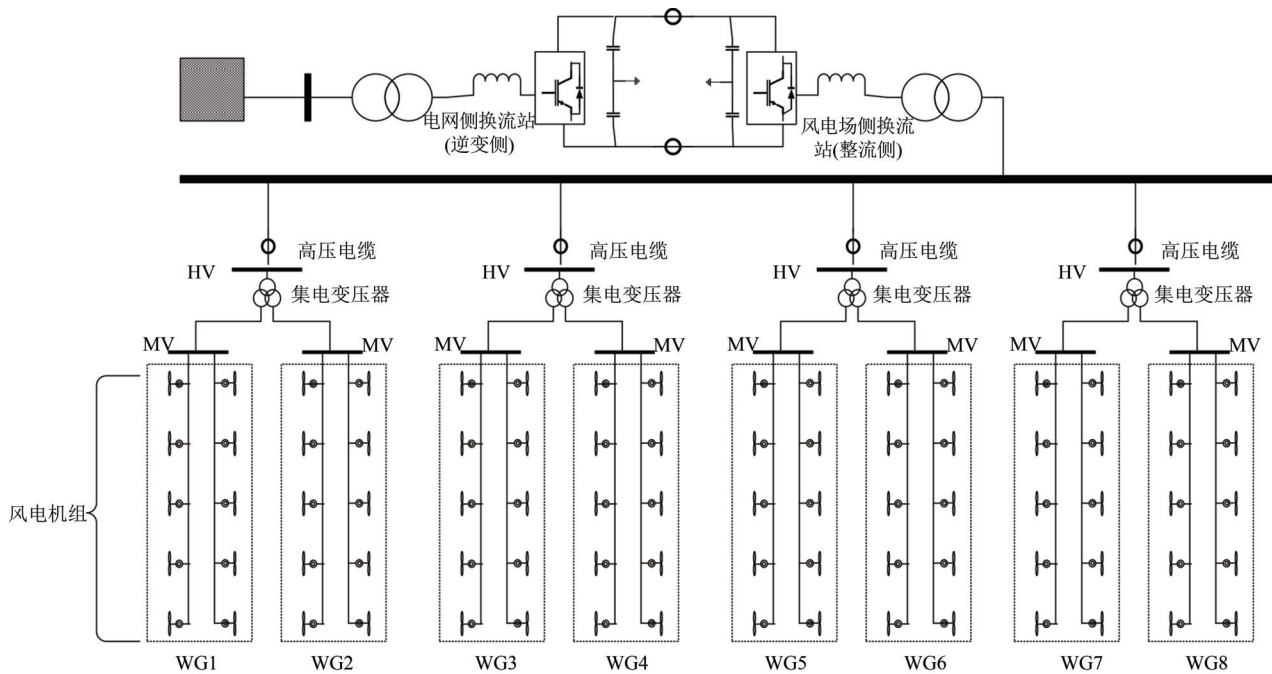 电网侧换流站
(逆变侧)
风电场侧换流
站(整流侧)
高压电缆
高压电缆
高压电缆
高压电缆
HV
HV
HV
HV
集电变压器
集电变压器
集电变压器
集电变压器
MV
MV
MV
MV
MV
MV
MV
MV
风电机组
WG1
WG2
WG3
WG4
WG5
WG6
WG7
WG8